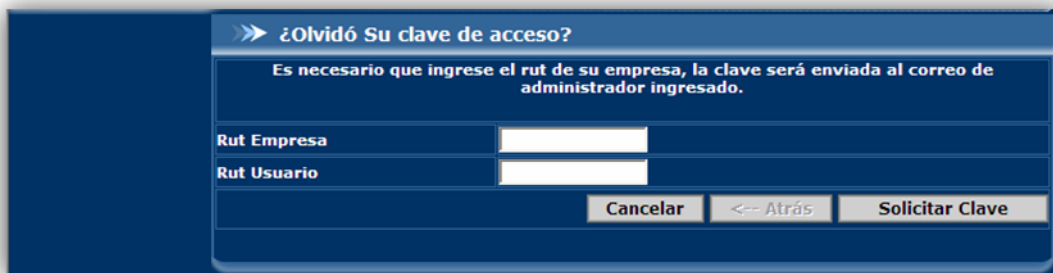 ¿Olvidó Su clave de acceso?
Es necesario que ingrese el rut de su empresa, la clave será enviada al correo de
administrador ingresado.
Rut Empresa
Rut Usuario
Cancelar <-- Atrás Solicitar Clave